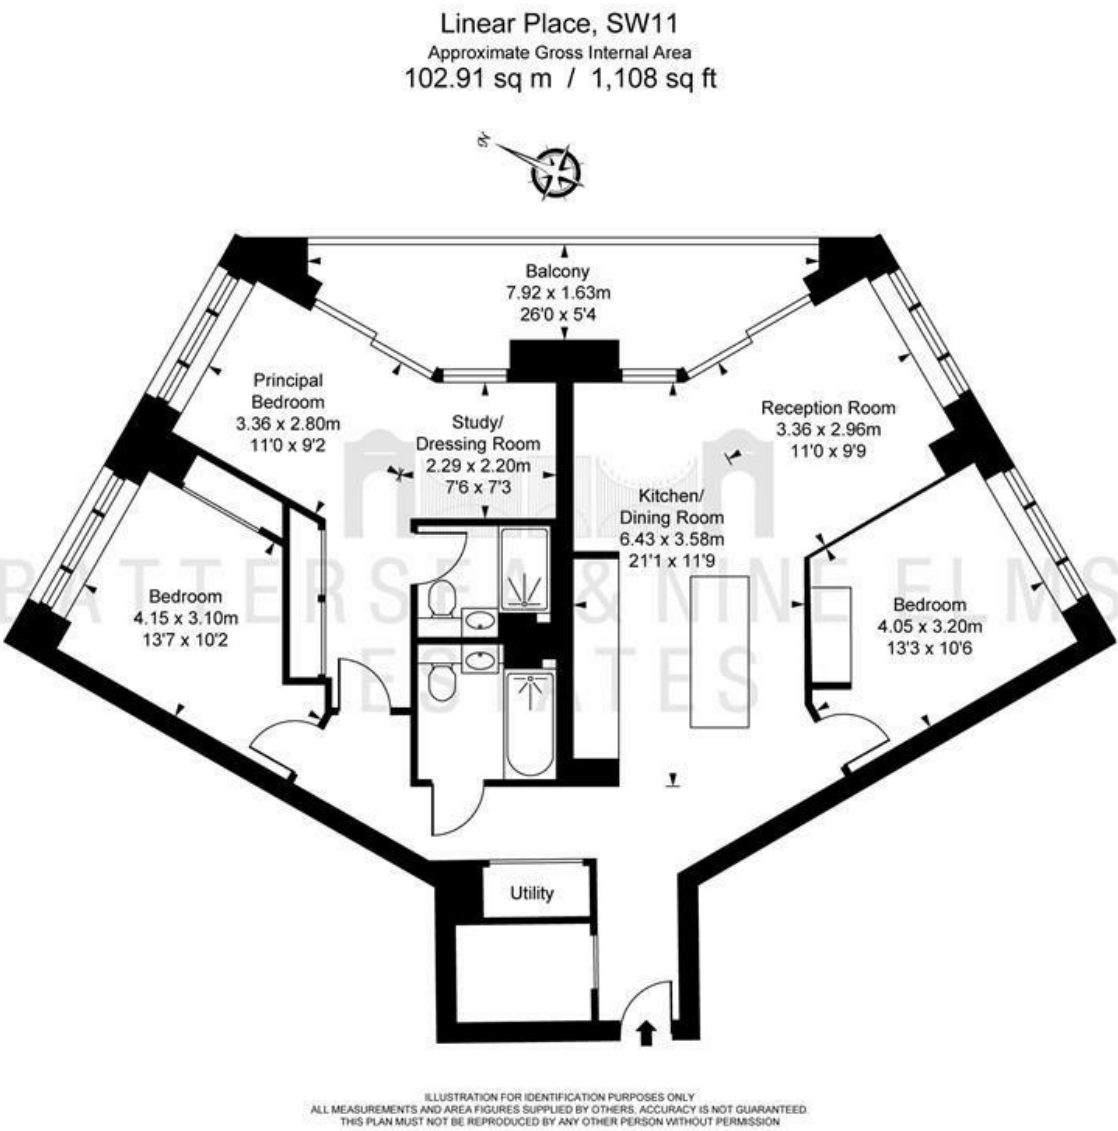 Linear Place, SW11
Approximate Gross Internal Area
102.91 sq m / 1,108 sq ft
N
Balcony
7.92 x 1.63m
26'0 x 5'4
Principal
Bedroom
3.36 x 2.80m
11'0 x 9'2
Study/
Dressing Room
2.29 x 2.20m
7'6 x 7'3
Reception Room
3.36 x 2.96m
11'0 x 9'9
Kitchen/
Dining Room
6.43 x 3.58m
21'1 x 11'9
BATTERSEA & NINE ELMS
ESTATES
Bedroom
4.15 x 3.10m
13'7 x 10'2
Bedroom
4.05 x 3.20m
13'3 x 10'6
Utility
ILLUSTRATION FOR IDENTIFICATION PURPOSES ONLY
ALL MEASUREMENTS AND AREA FIGURES SUPPLIED BY OTHERS, ACCURACY IS NOT GUARANTEED.
THIS PLAN MUST NOT BE REPRODUCED BY ANY OTHER PERSON WITHOUT PERMISSION